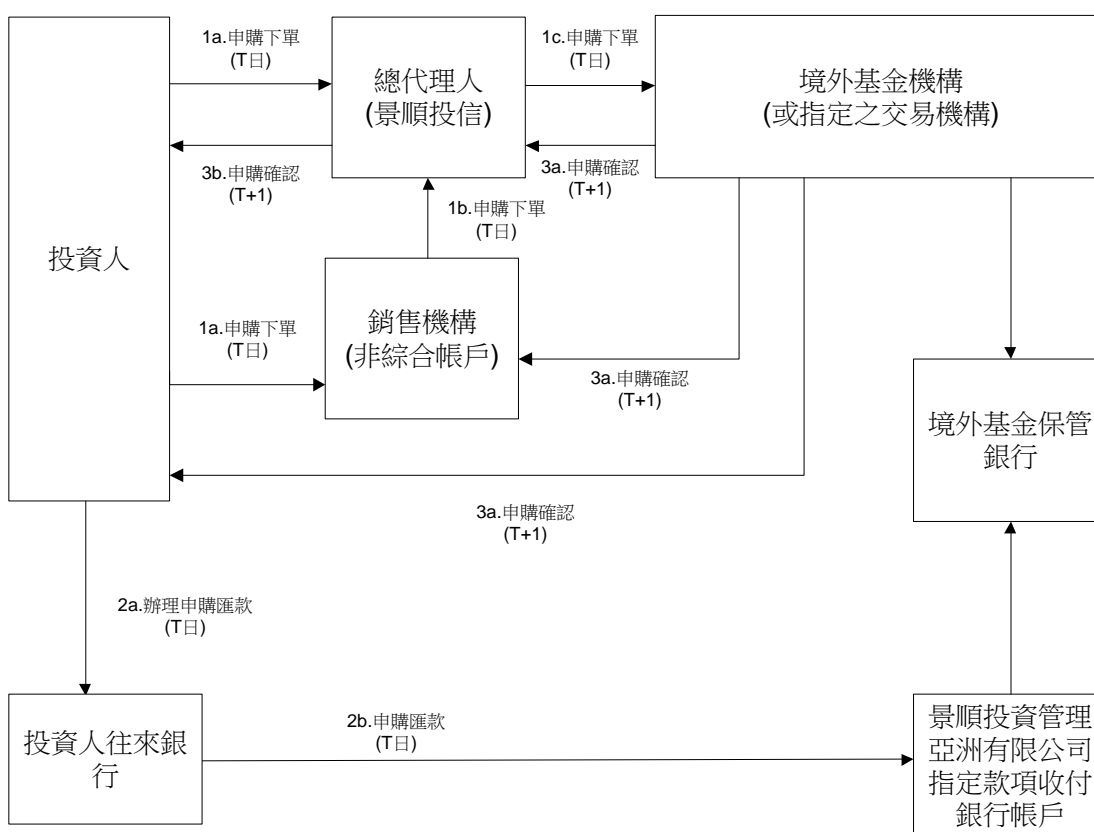 1a.申購下單
(T日)
1c.申購下單
(T日)
總代理人
(景順投信)
境外基金機構
(或指定之交易機構)
3b.申購確認
(T+1)
3a.申購確認
(T+1)
1b.申購下單
(T日)
投資人
1a.申購下單
(T日)
銷售機構
(非綜合帳戶)
3a.申購確認
(T+1)
境外基金保管
銀行
3a.申購確認
(T+1)
2a.辦理申購匯款
(T日)
投資人往來銀
行
2b.申購匯款
(T日)
景順投資管理
亞洲有限公司
指定款項收付
銀行帳戶